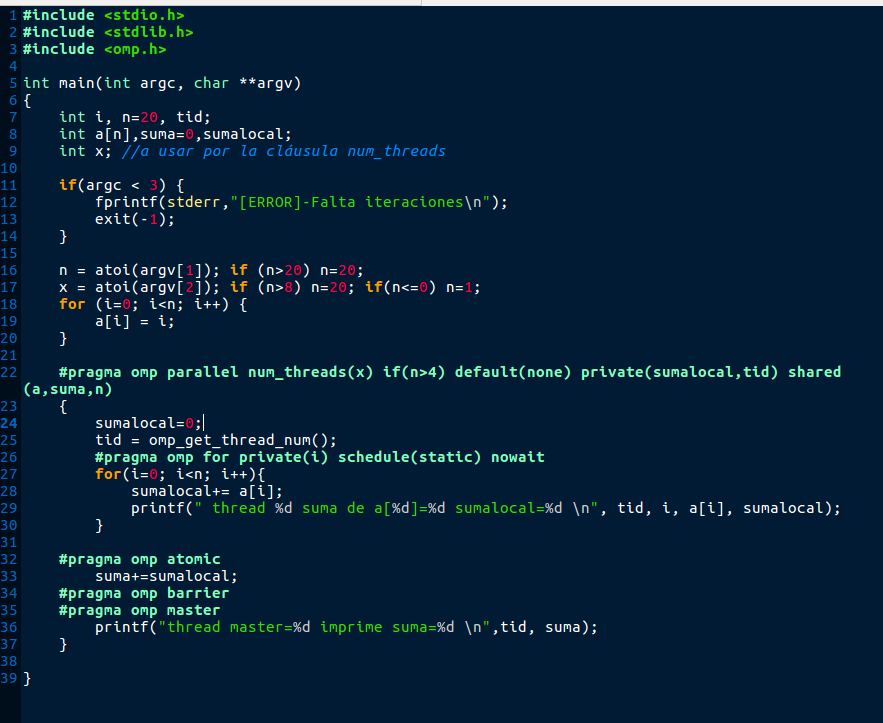 1 #include <stdio.h>
2 #include <stdlib.h>
3 #include <omp.h>
4
5 int main(int argc, char **argv)
6 {
7     int i, n=20, tid;
8     int a[n],suma=0,sumalocal;
9     int x; //a usar por la cláusula num_threads
10
11     if(argc < 3) {
12         fprintf(stderr,"[ERROR]-Falta iteraciones\n");
13         exit(-1);
14     }
15
16     n = atoi(argv[1]); if (n>20) n=20;
17     x = atoi(argv[2]); if (n>8) n=20; if(n<=0) n=1;
18     for (i=0; i<n; i++) {
19         a[i] = i;
20     }
21
22     #pragma omp parallel num_threads(x) if(n>4) default(none) private(sumalocal,tid) shared
(a,suma,n)
23     {
24         sumalocal=0;
25         tid = omp_get_thread_num();
26         #pragma omp for private(i) schedule(static) nowait
27         for(i=0; i<n; i++){
28             sumalocal+= a[i];
29             printf(" thread %d suma de a[%d]=%d sumalocal=%d \n", tid, i, a[i], sumalocal);
30         }
31
32     #pragma omp atomic
33         suma+=sumalocal;
34     #pragma omp barrier
35     #pragma omp master
36         printf("thread master=%d imprime suma=%d \n",tid, suma);
37     }
38
39 }